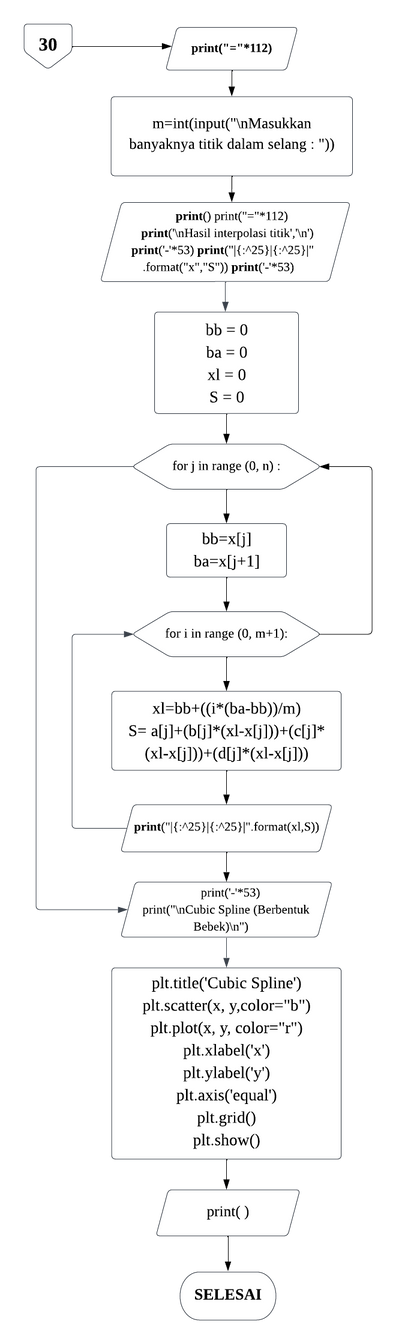 30
print("="*112)
m=int(input("\nMasukkan
banyaknya titik dalam selang : "))
print() print("="*112)
print('\nHasil interpolasi titik','\n')
print('-'*53) print("|{:^25}|{:^25}|"
.format("x","S")) print('-'*53)
bb = 0
ba = 0
xl = 0
S = 0
for j in range (0, n) :
bb=x[j]
ba=x[j+1]
for i in range (0, m+1):
xl=bb+((i*(ba-bb))/m)
S= a[j]+(b[j]*(xl-x[j]))+(c[j]*
(xl-x[j]))+(d[j]*(xl-x[j]))
print("|{:^25}|{:^25}|".format(xl,S))
print('-'*53)
print("\nCubic Spline (Berbentuk
Bebek)\n")
plt.title('Cubic Spline')
plt.scatter(x, y,color="b")
plt.plot(x, y, color="r")
plt.xlabel('x')
plt.ylabel('y')
plt.axis('equal')
plt.grid()
plt.show()
print( )
SELESAI